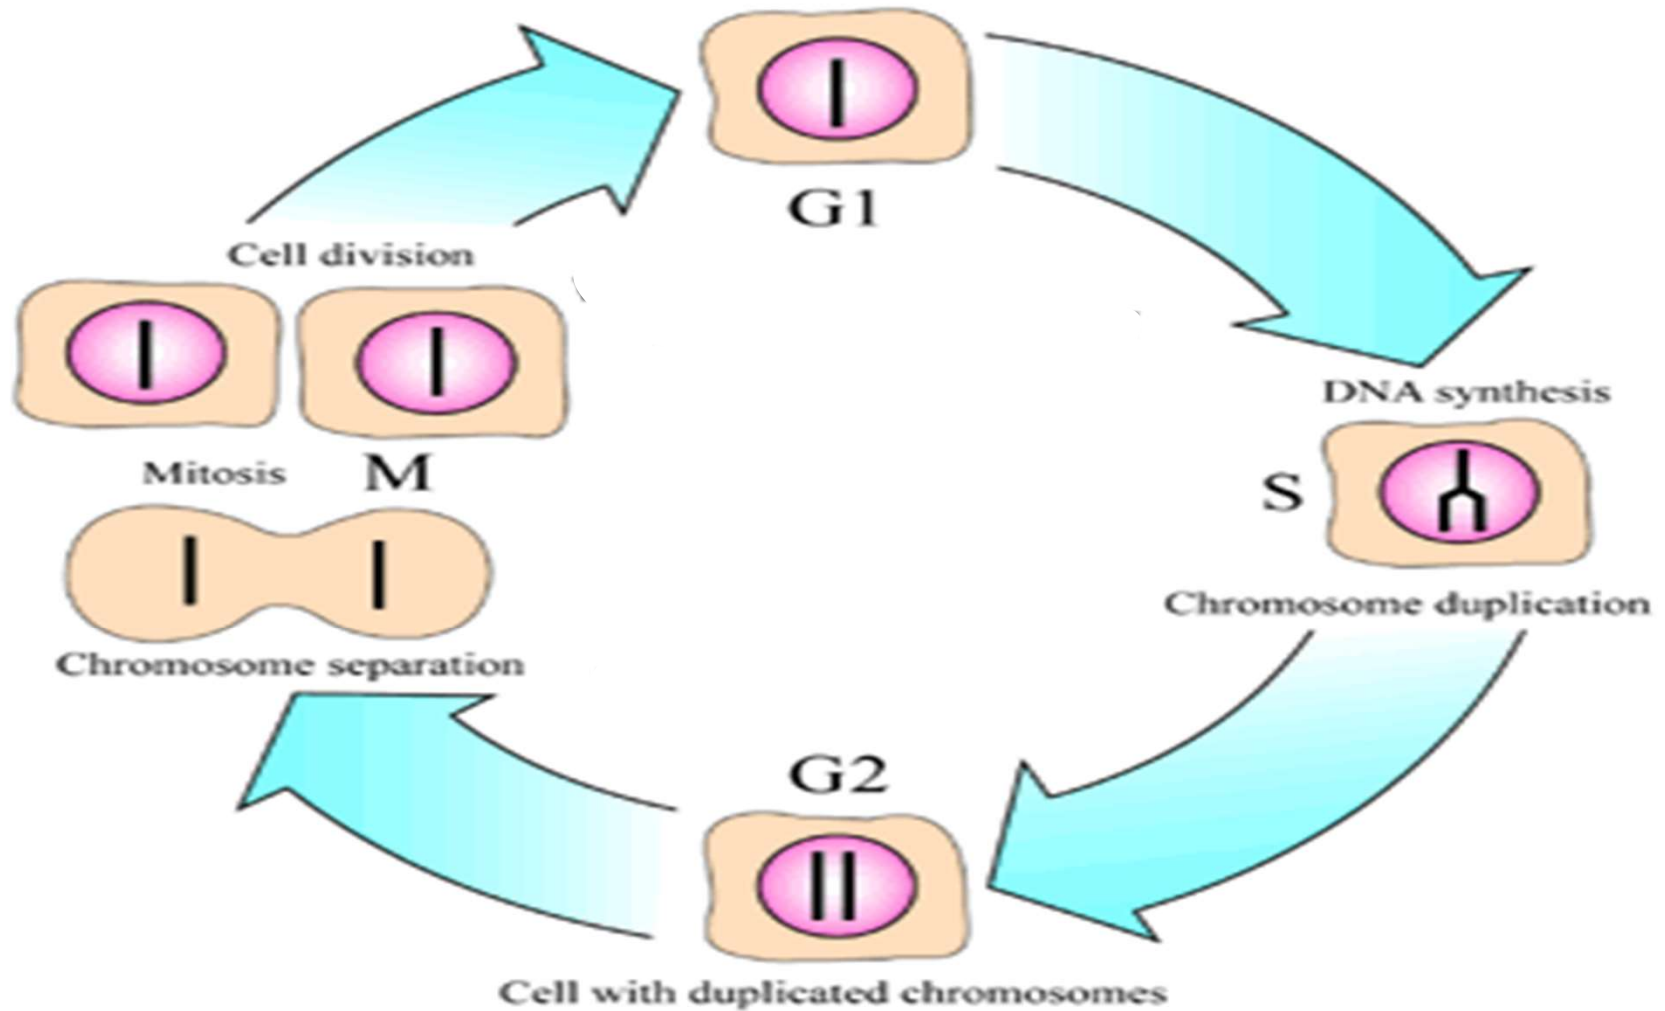 G1
Cell division
DNA synthesis
Mitosis M
S
Chromosome duplication
Chromosome separation
G2
Cell with duplicated chromosomes